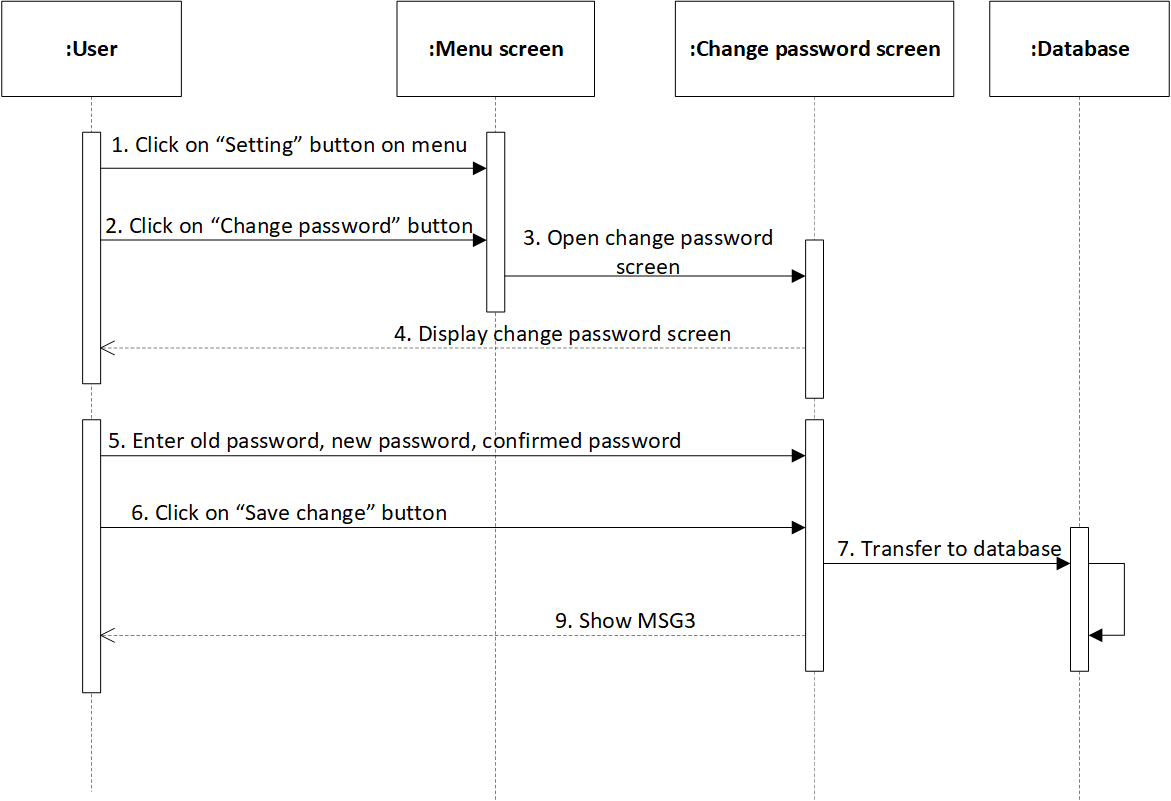 :User
:Menu screen
:Change password screen
:Database
1. Click on “Setting” button on menu
2. Click on “Change password” button
3. Open change password
screen
4. Display change password screen
5. Enter old password, new password, confirmed password
6. Click on “Save change” button
7. Transfer to database
9. Show MSG3